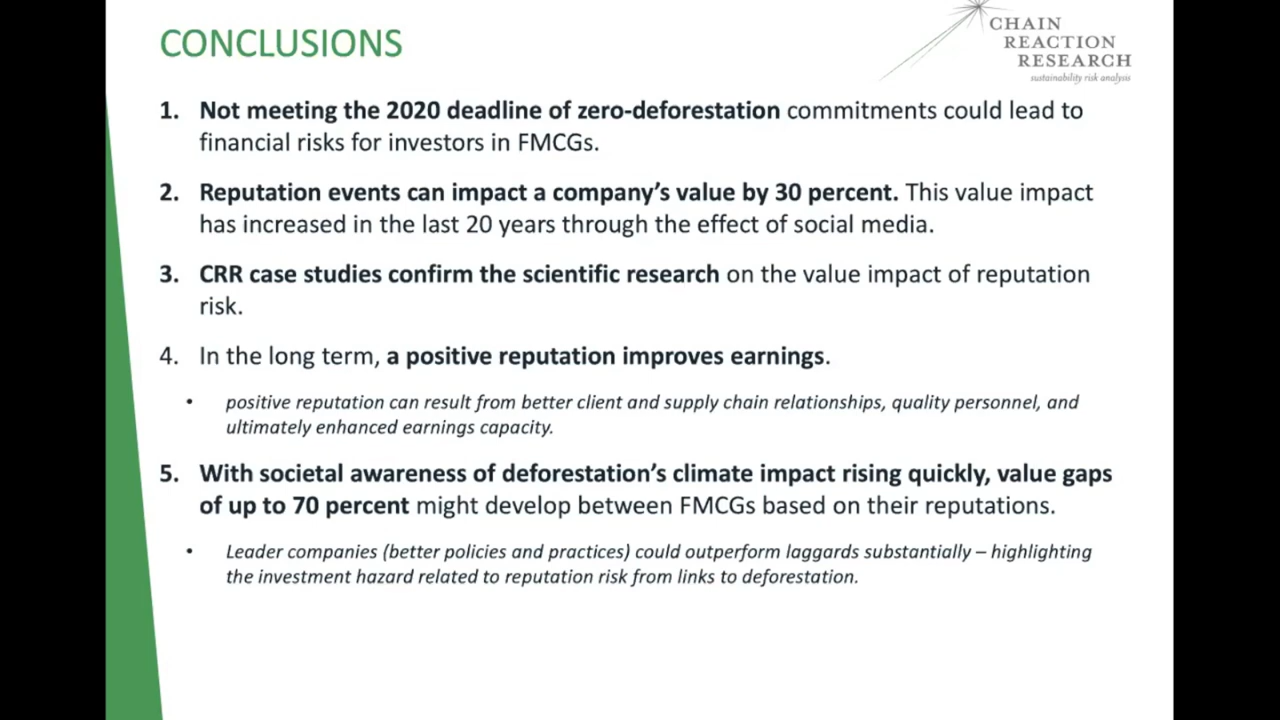 CONCLUSIONS
CHAIN
REACTION
RESEARCH
sustainability risk analysis
1. Not meeting the 2020 deadline of zero-deforestation commitments could lead to
financial risks for investors in FMCGs.
2. Reputation events can impact a company's value by 30 percent. This value impact
has increased in the last 20 years through the effect of social media.
3. CRR case studies confirm the scientific research on the value impact of reputation
risk.
4. In the long term, a positive reputation improves earnings.
• positive reputation can result from better client and supply chain relationships, quality personnel, and
ultimately enhanced earnings capacity.
5. With societal awareness of deforestation's climate impact rising quickly, value gaps
of up to 70 percent might develop between FMCGs based on their reputations.
• Leader companies (better policies and practices) could outperform laggards substantially – highlighting
the investment hazard related to reputation risk from links to deforestation.